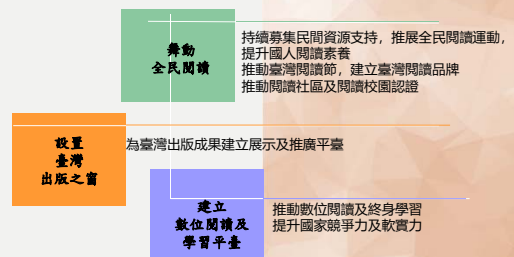 舞動
全民閱讀
持續募集民間資源支持，推展全民閱讀運動，
提升國人閱讀素養
推動臺灣閱讀節，建立臺灣閱讀品牌
推動閱讀社區及閱讀校園認證
設置
臺灣
出版之窗
為臺灣出版成果建立展示及推廣平臺
建立
數位閱讀及
學習平臺
推動數位閱讀及終身學習
提升國家競爭力及軟實力